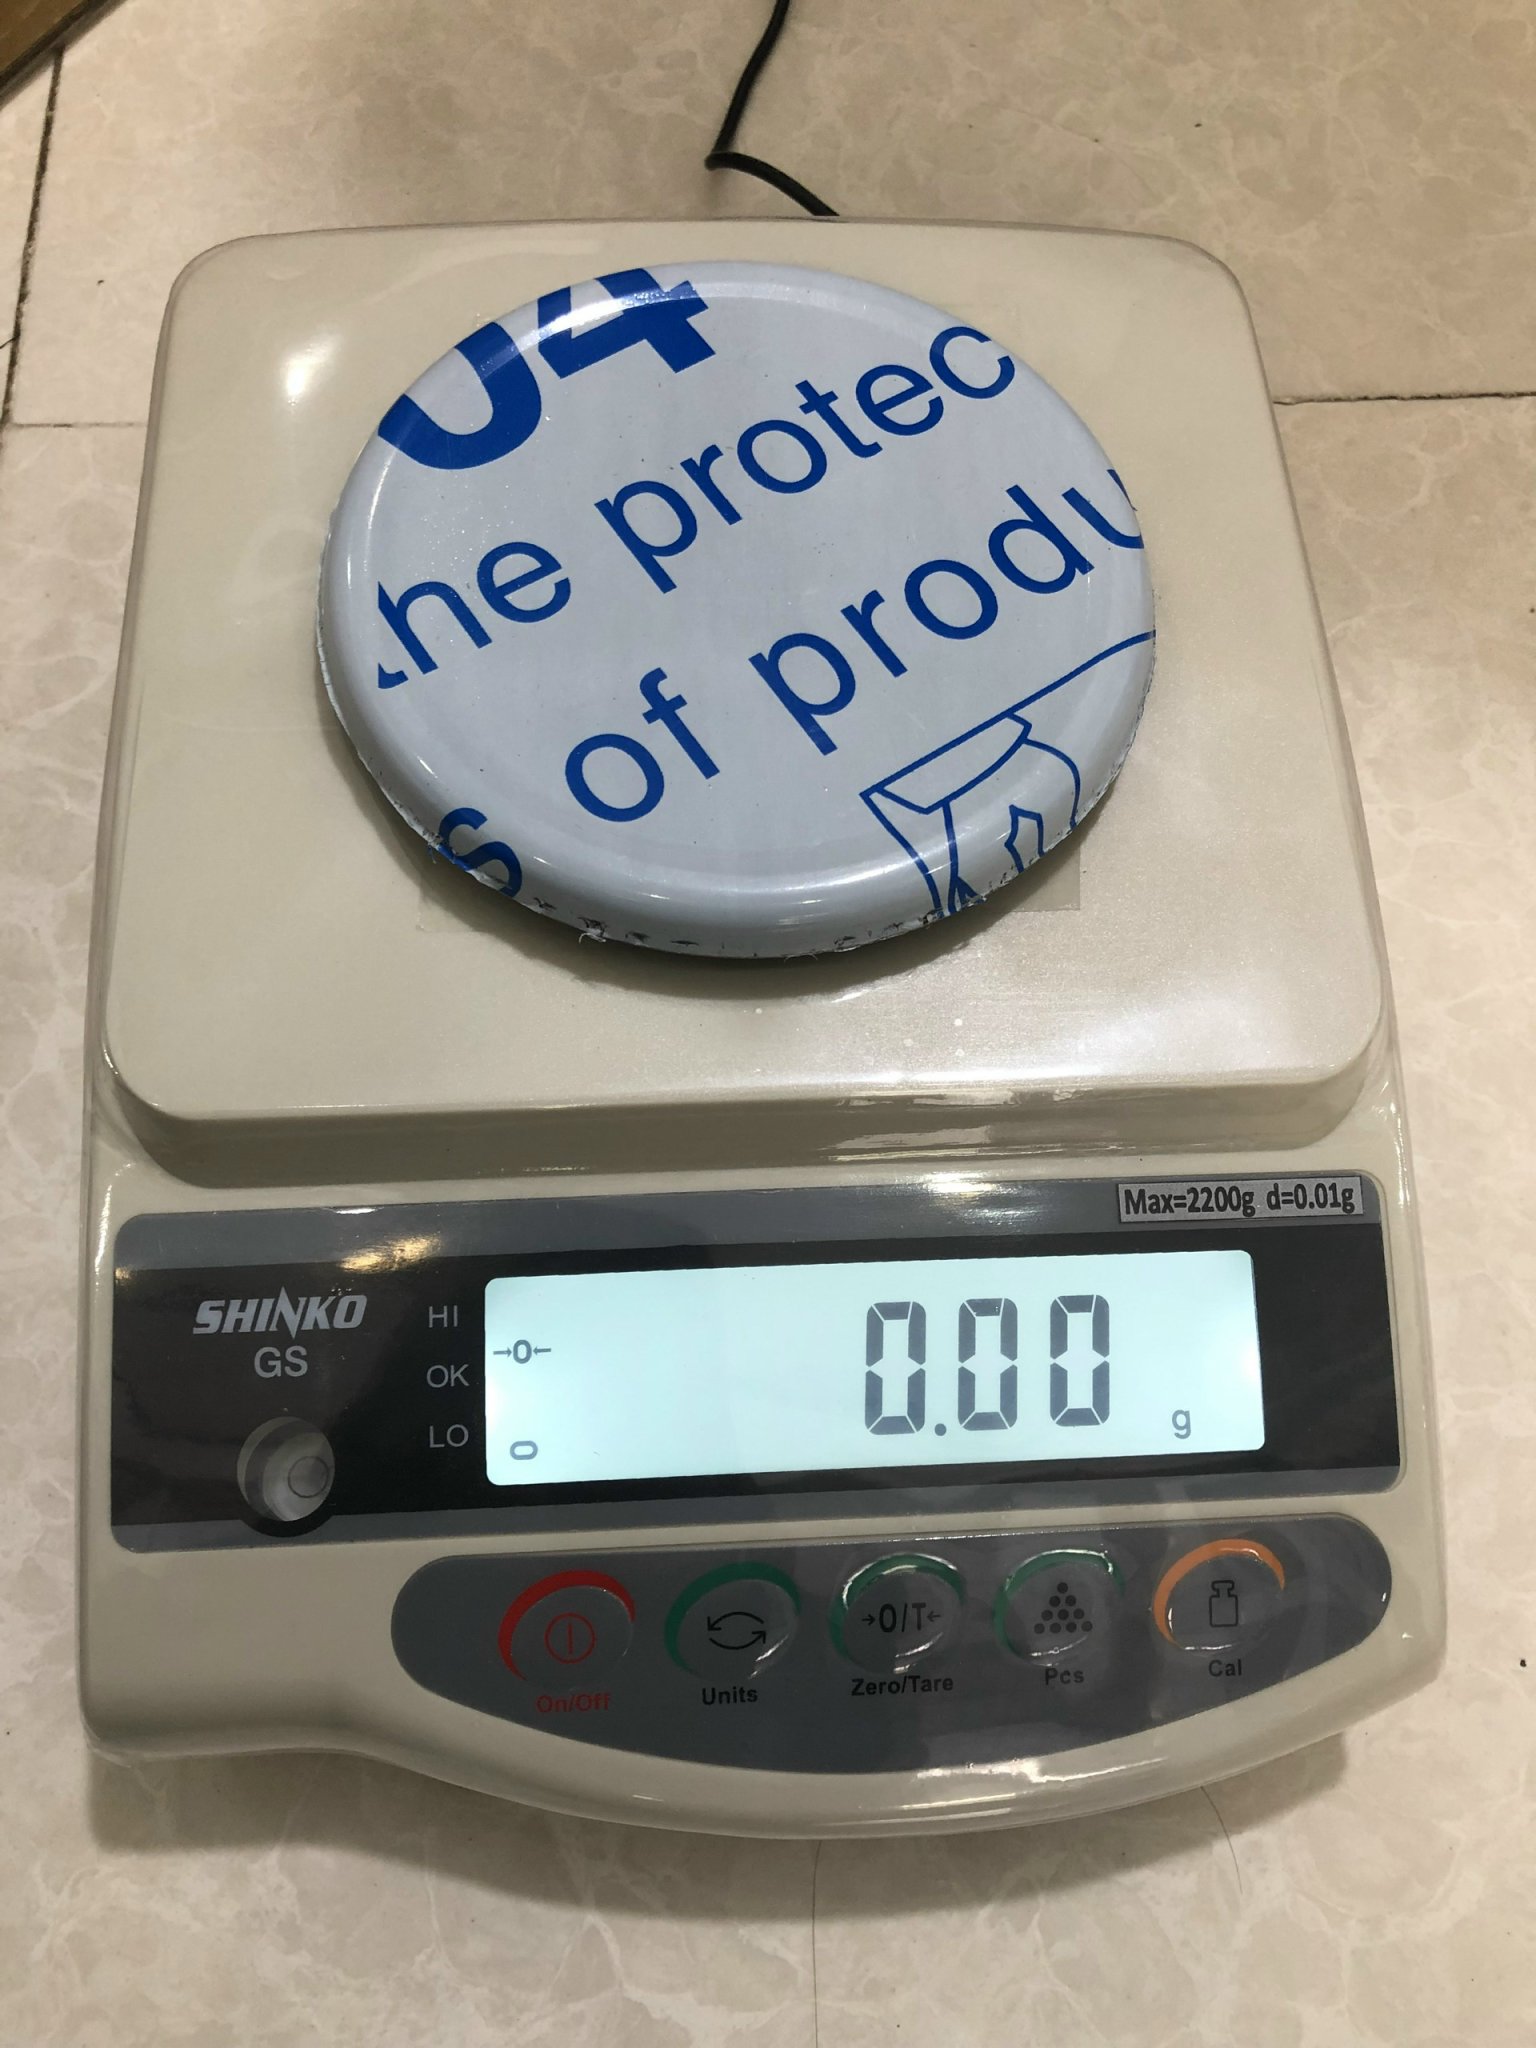 04
he protec
s of produ
Max=2200g d=0.01g
SHINKO
GS
HI
OK
LO
→0←
0.00
g
→0/T←
On/Off
Units
Zero/Tare
Pcs
Cal